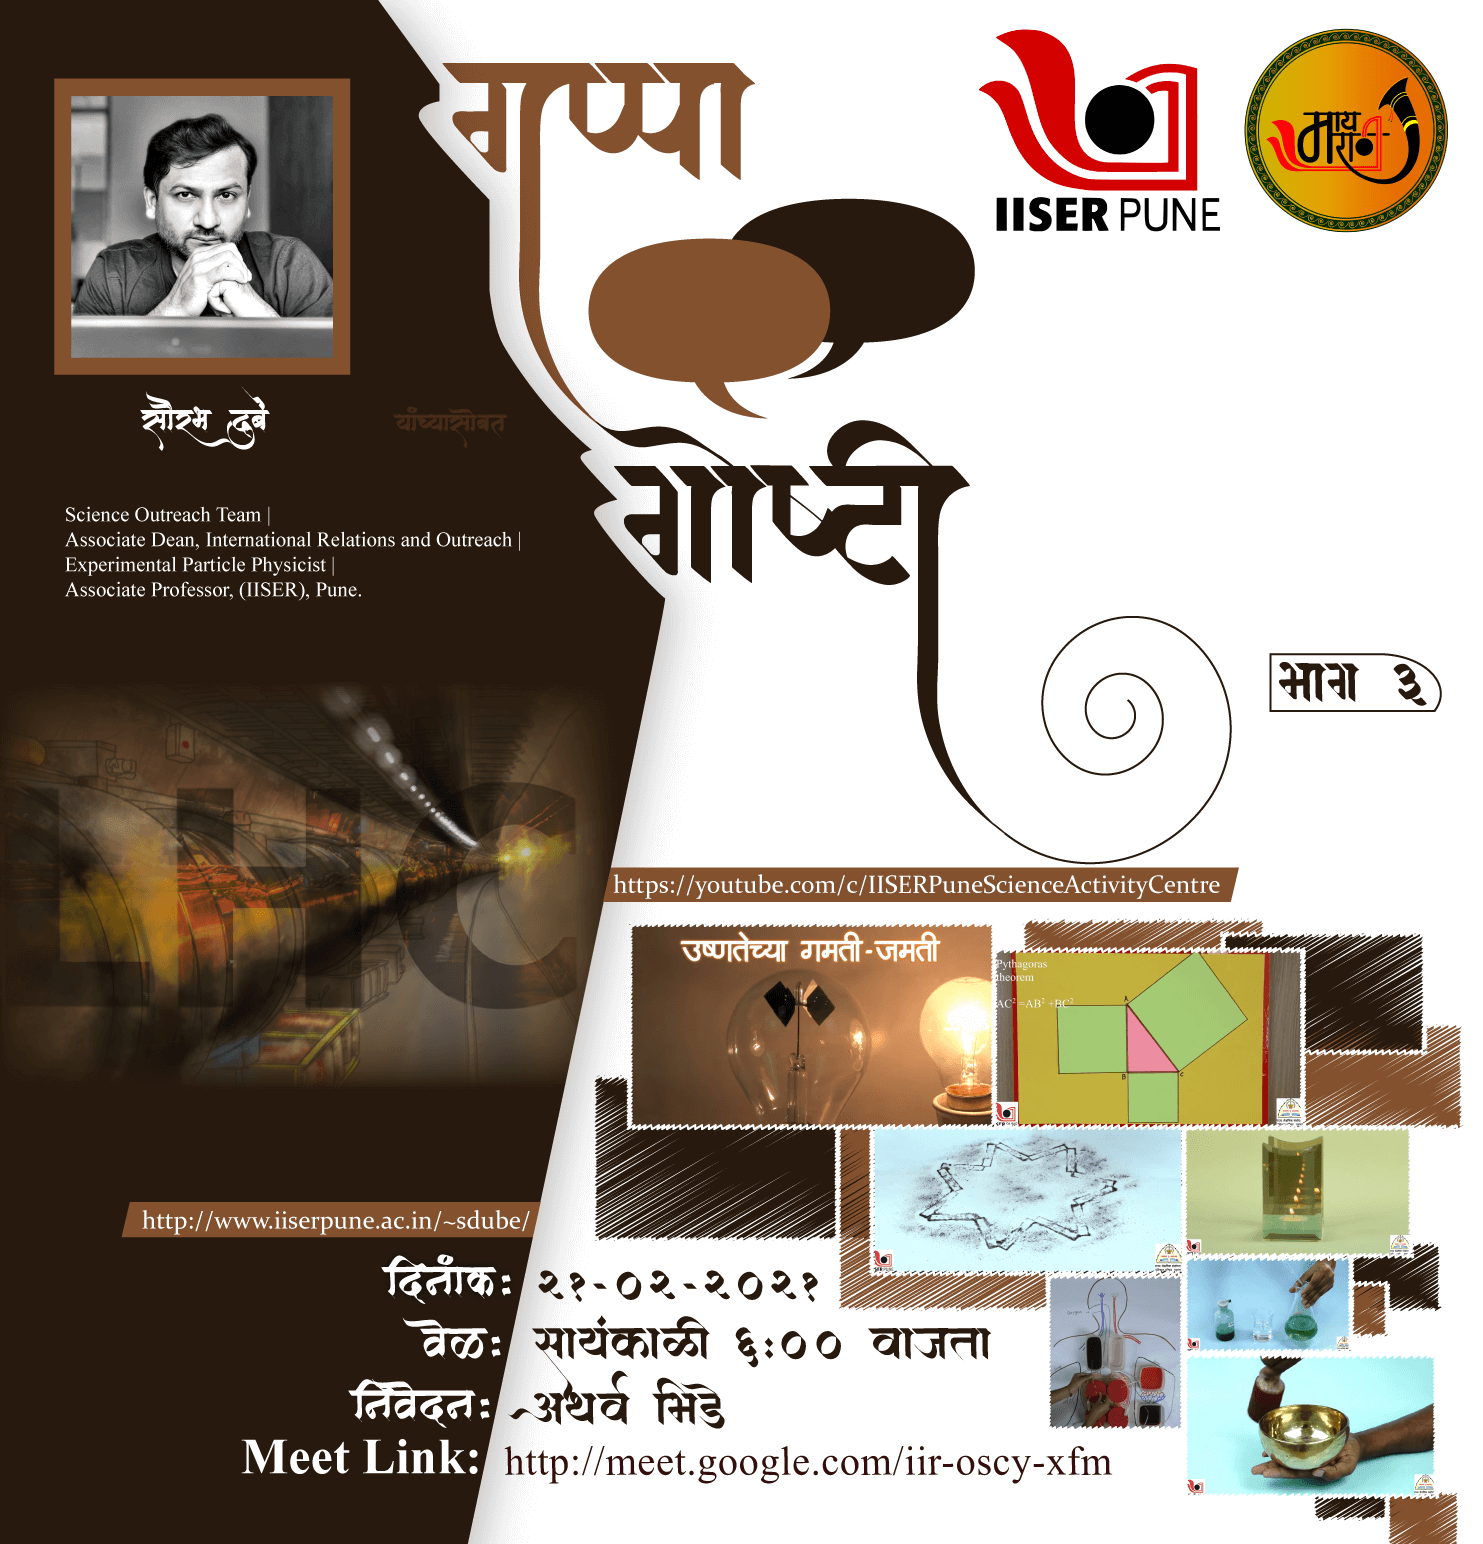 गप्पा
गोष्टी
IISER PUNE
माय
मराठी
सौरभ दुबे यांच्यासोबत
Science Outreach Team |
Associate Dean, International Relations and Outreach |
Experimental Particle Physicist |
Associate Professor, (IISER), Pune.
भाग ३
LHC
https://youtube.com/c/IISERPuneScienceActivityCentre
उष्णतेच्या गमती-जमती
Pythagoras
theorem
AC² =AB² +BC²
A
B
C
http://www.iiserpune.ac.in/~sdube/
दिनांक: २१-०२-२०२१
वेळ: सायंकाळी ६:०० वाजता
निवेदन: अथर्व भिडे
Meet Link: http://meet.google.com/iir-oscy-xfm